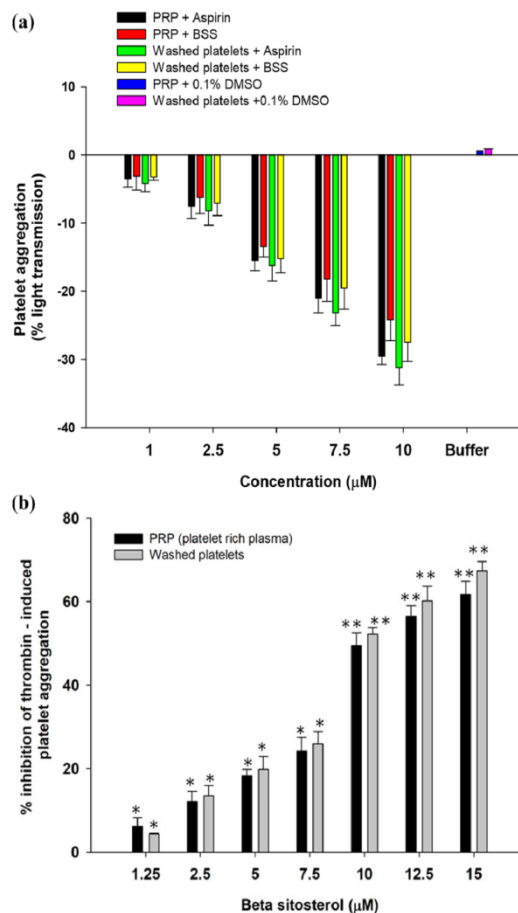 (a)
PRP + Aspirin
PRP + BSS
Washed platelets + Aspirin
Washed platelets + BSS
PRP + 0.1% DMSO
Washed platelets +0.1% DMSO
Platelet aggregation
(% light transmission)
10
0
-10
-20
-30
-40
1 2.5 5 7.5 10 Buffer
Concentration (µM)
(b)
PRP (platelet rich plasma)
Washed platelets
% inhibition of thrombin - induced
platelet aggregation
80
60
40
20
0
* * * * * * * * ** ** ** ** ** **
1.25 2.5 5 7.5 10 12.5 15
Beta sitosterol (µM)